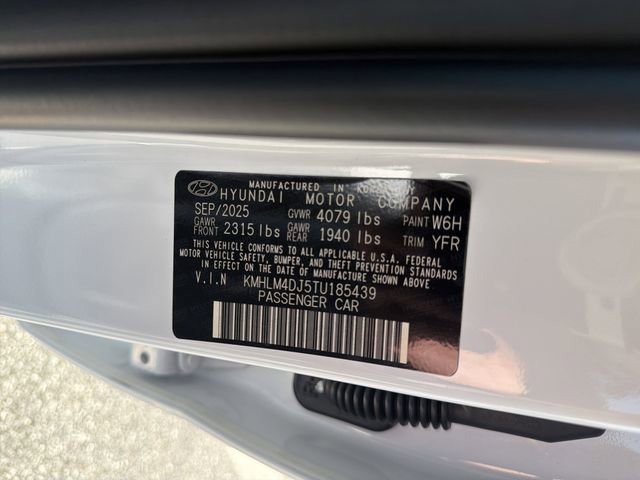 MANUFACTURED IN KOREA BY
HYUNDAI MOTOR COMPANY
SEP/2025 GVWR 4079 lbs PAINT W6H
GAWR FRONT 2315 lbs GAWR REAR 1940 lbs TRIM YFR
THIS VEHICLE CONFORMS TO ALL APPLICABLE U.S.A. FEDERAL
MOTOR VEHICLE SAFETY, BUMPER, AND THEFT PREVENTION STANDARDS
IN EFFECT ON THE DATE OF MANUFACTURE SHOWN ABOVE
V.I.N KMHLM4DJ5TU185439
PASSENGER CAR